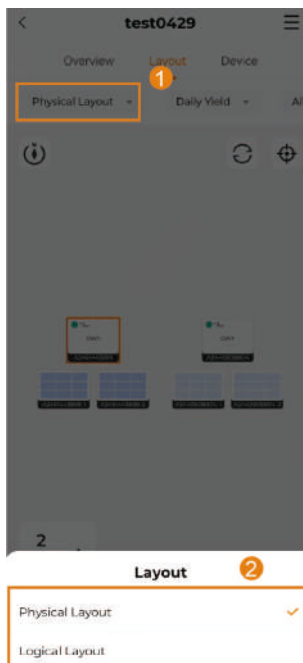 test0429
Overview
Layout
Device
1
Physical Layout
Daily Yield
2
Layout
2
Physical Layout
Logical Layout